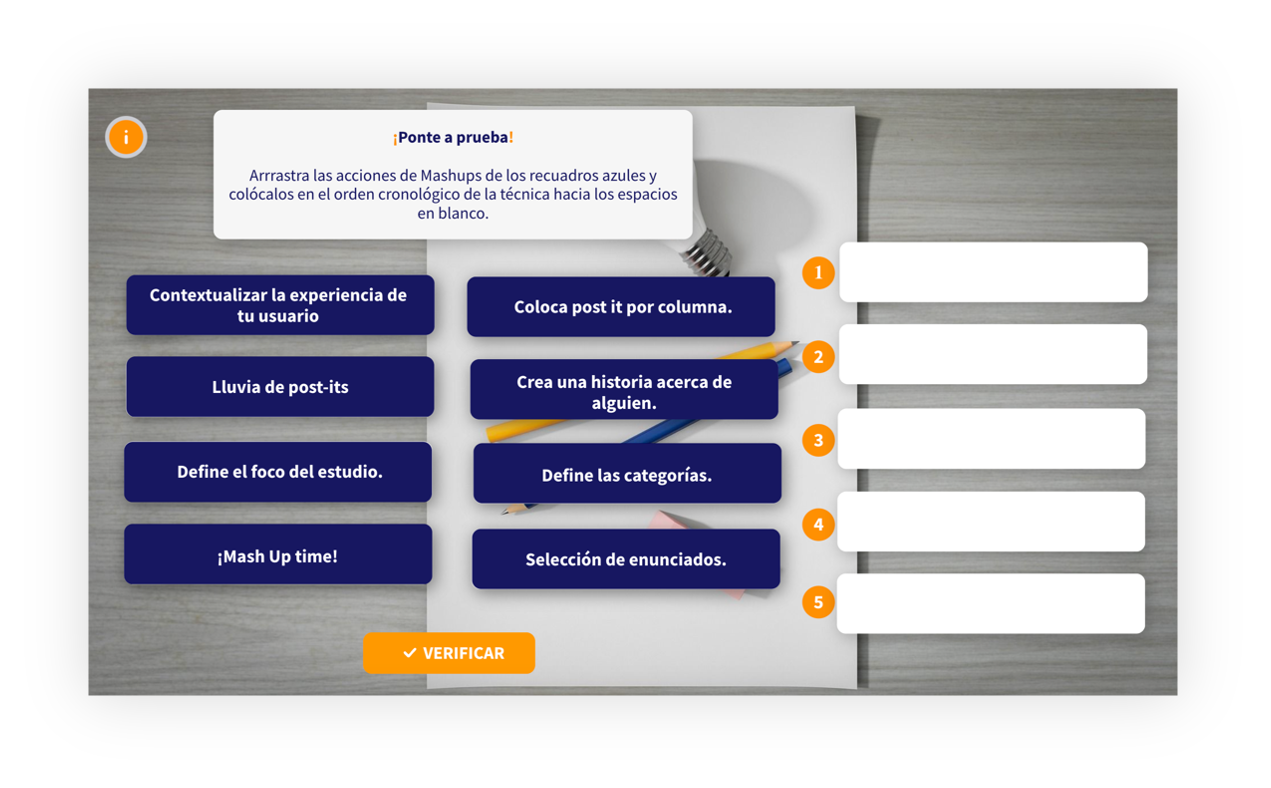 i
¡Ponte a prueba!
Arrrastra las acciones de Mashups de los recuadros azules y
colócalos en el orden cronológico de la técnica hacia los espacios
en blanco.
Contextualizar la experiencia de
tu usuario
Lluvia de post-its
Define el foco del estudio.
¡Mash Up time!
Coloca post it por columna.
Crea una historia acerca de
alguien.
Define las categorías.
Selección de enunciados.
1
2
3
4
5
VERIFICAR